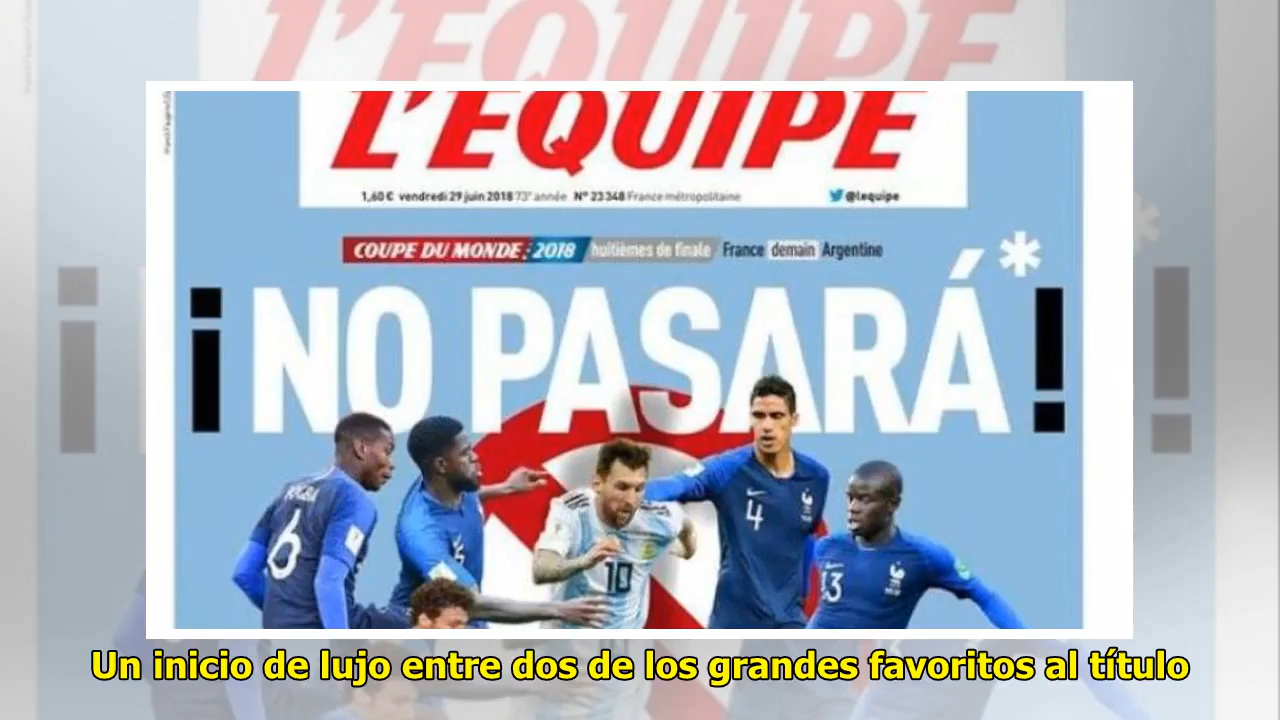 L'EQUIPE
L'EQUIPE
1,60 € vendredi 29 juin 2018 73e année N° 23 348 France métropolitaine @lequipe
COUPE DU MONDE 2018 huitièmes de finale France demain Argentine
¡NO PASARÁ*!
POGBA
6
5
10
4
13
Un inicio de lujo entre dos de los grandes favoritos al título